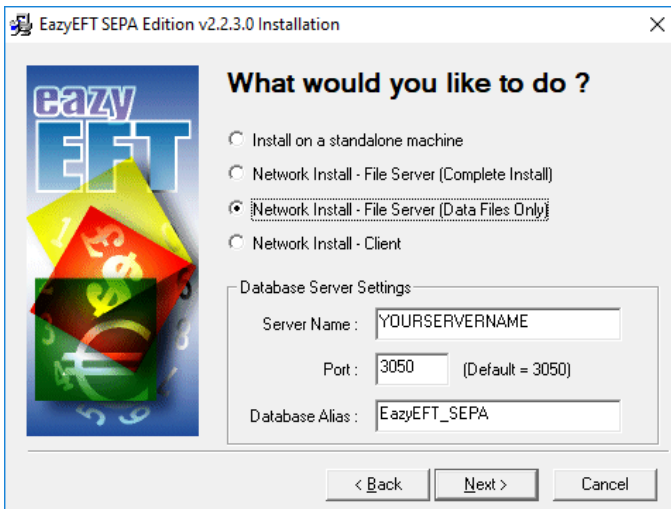 EazyEFT SEPA Edition v2.2.3.0 Installation
eazy
EFT
What would you like to do ?
Install on a standalone machine
Network Install - File Server (Complete Install)
Network Install - File Server (Data Files Only)
Network Install - Client
Database Server Settings
Server Name : YOURSERVERNAME
Port : 3050 (Default = 3050)
Database Alias : EazyEFT_SEPA
< Back Next > Cancel